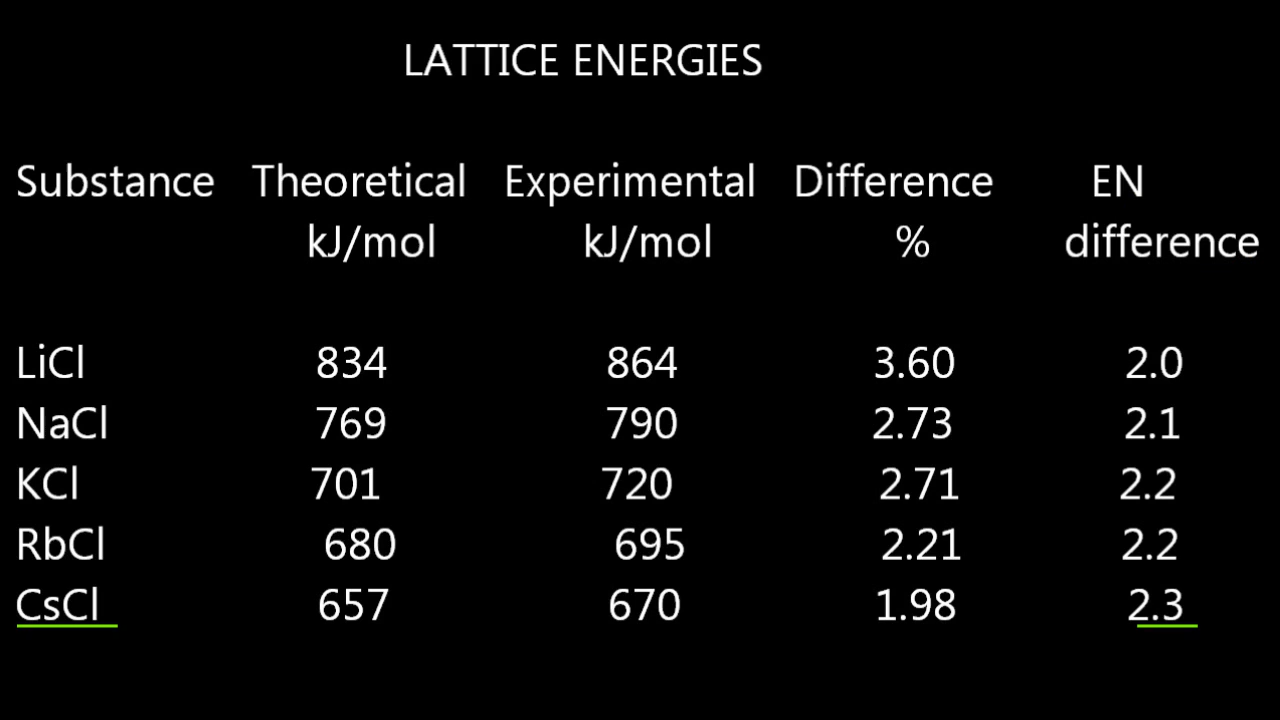 LATTICE ENERGIES
Substance Theoretical Experimental Difference EN
kJ/mol kJ/mol % difference
LiCl 834 864 3.60 2.0
NaCl 769 790 2.73 2.1
KCl 701 720 2.71 2.2
RbCl 680 695 2.21 2.2
CsCl 657 670 1.98 2.3